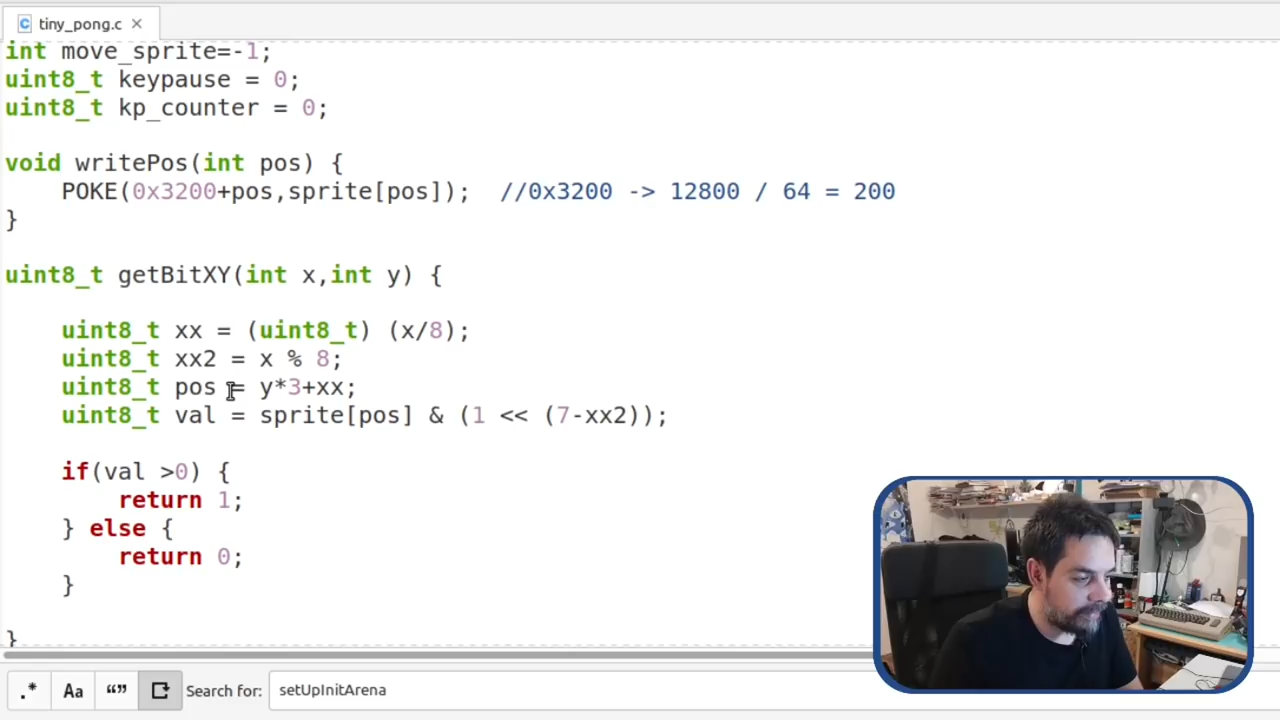 tiny_pong.c
int move_sprite=-1;
uint8_t keypause = 0;
uint8_t kp_counter = 0;
void writePos(int pos) {
POKE(0x3200+pos,sprite[pos]); //0x3200 -> 12800 / 64 = 200
}
uint8_t getBitXY(int x,int y) {
uint8_t xx = (uint8_t) (x/8);
uint8_t xx2 = x % 8;
uint8_t pos = y*3+xx;
uint8_t val = sprite[pos] & (1 << (7-xx2));
if(val >0) {
return 1;
} else {
return 0;
}
}
.* Aa “” Search for: setUpInitArena